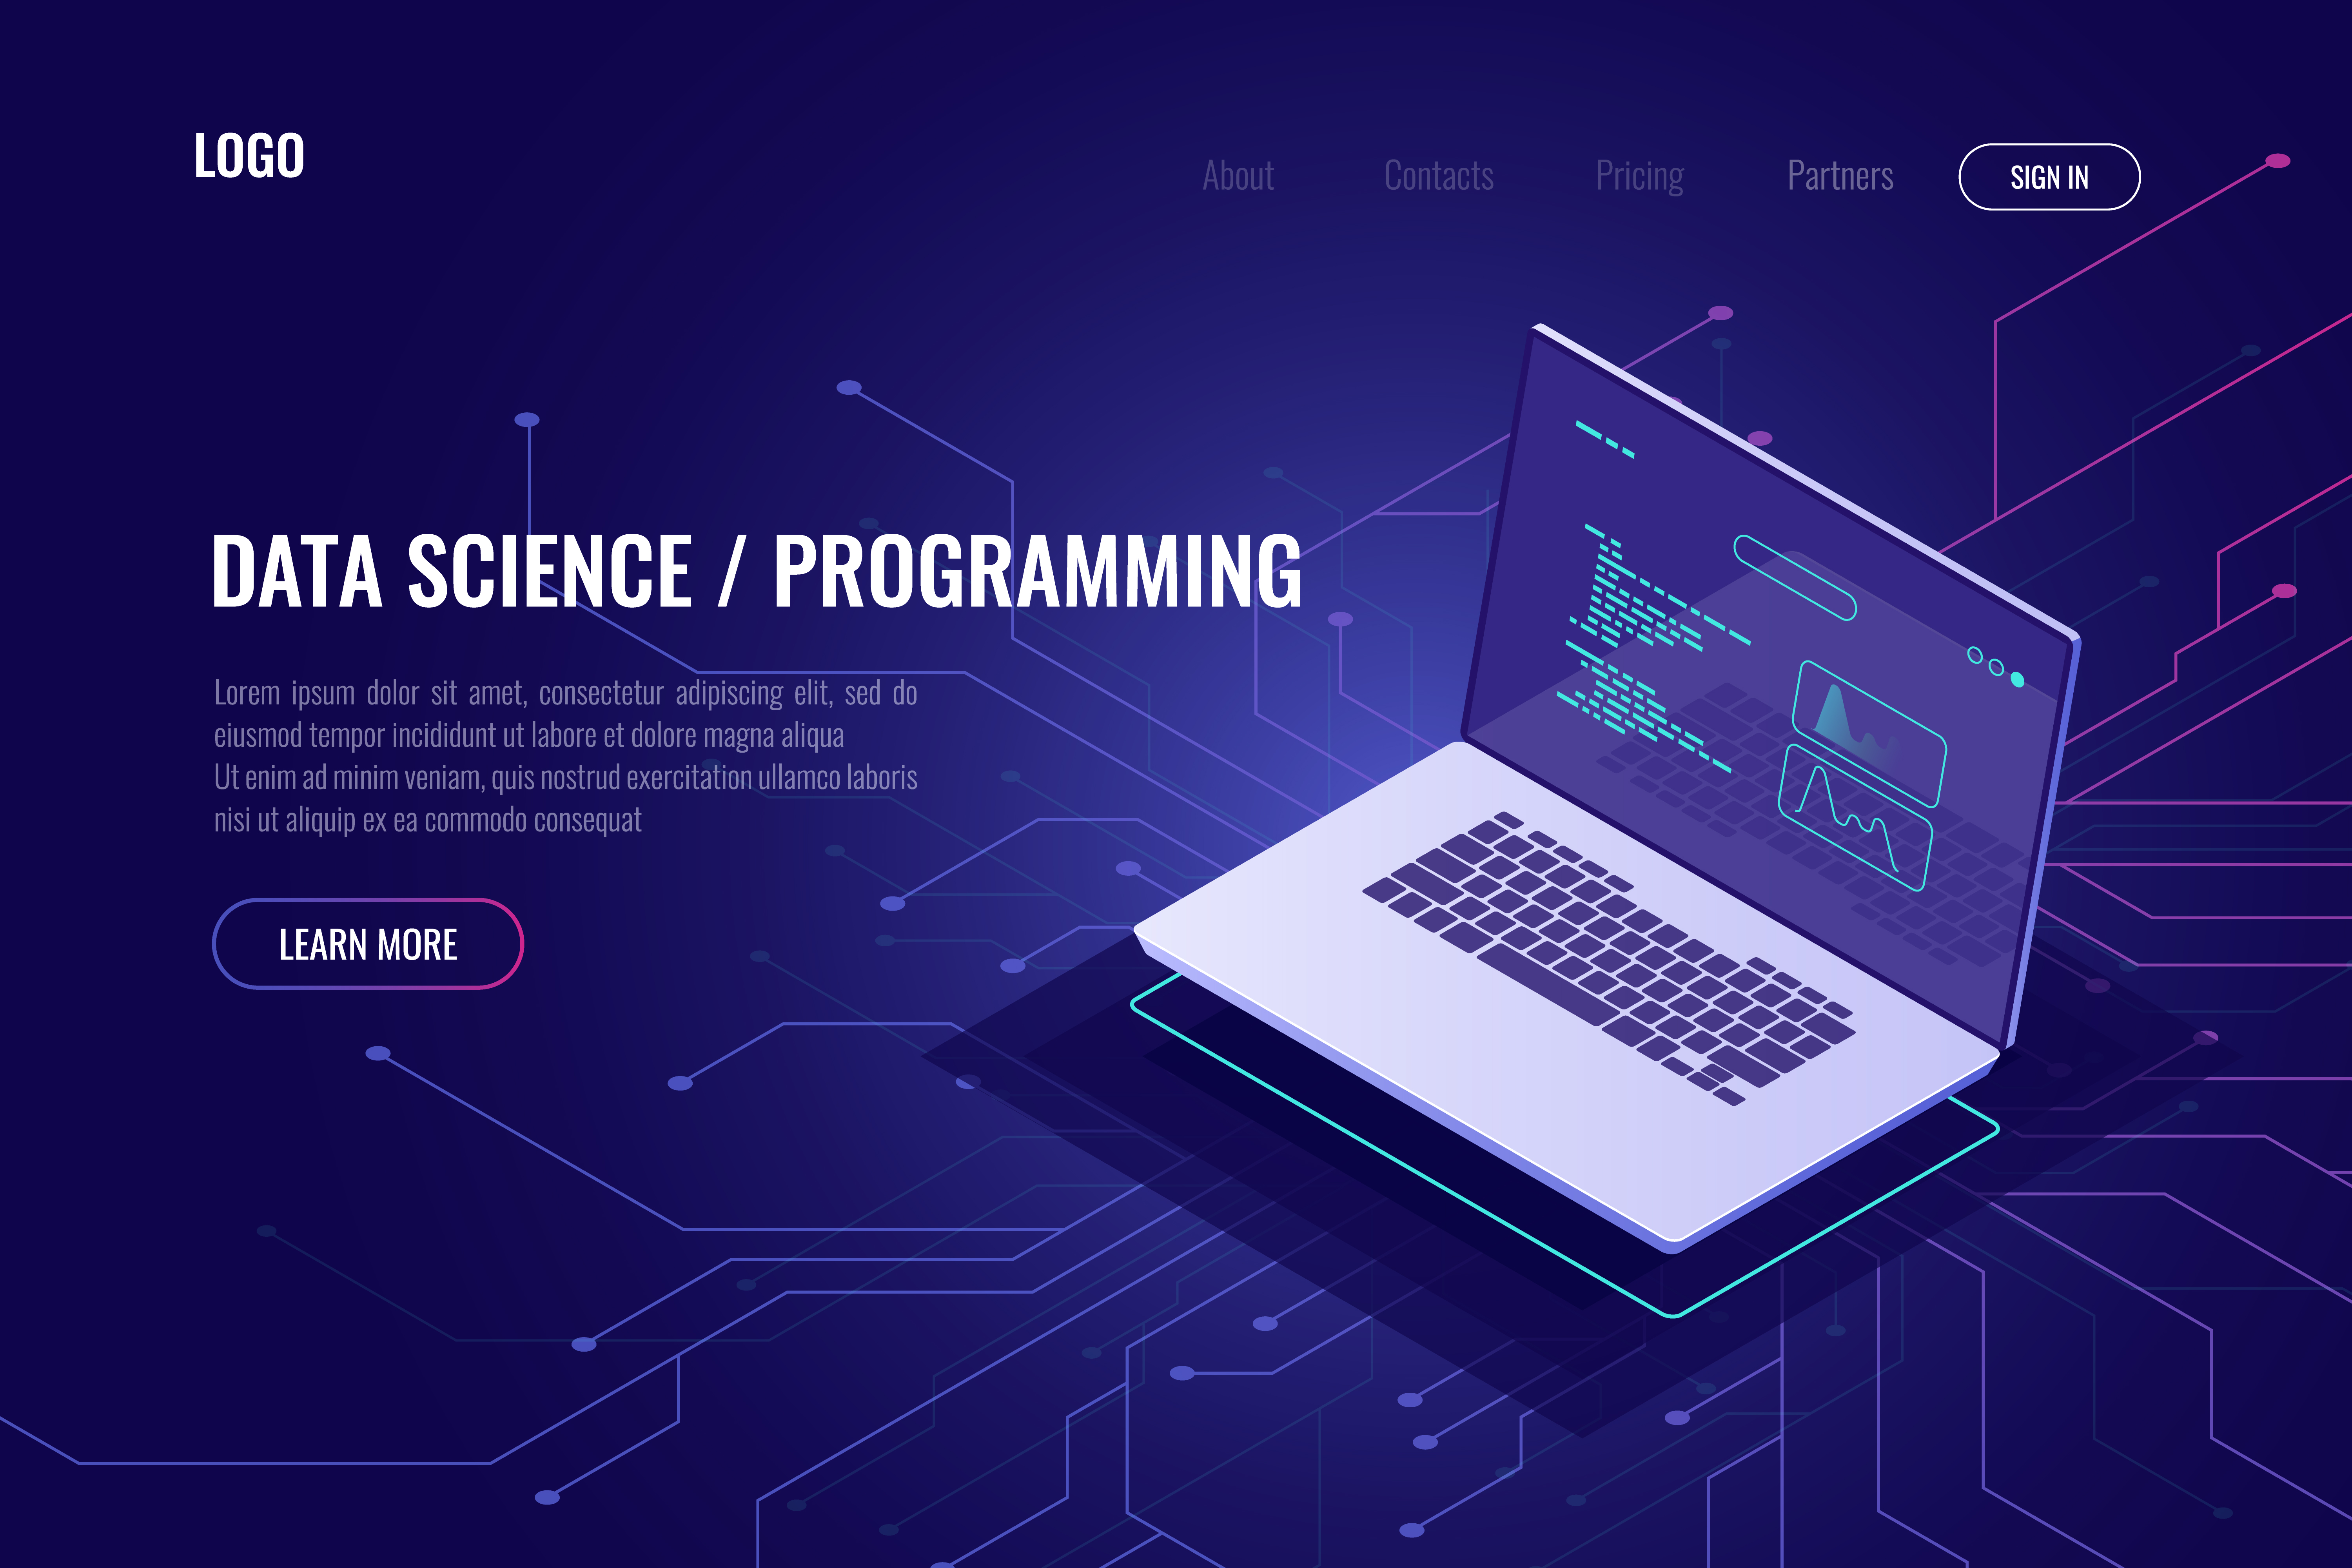 LOGO
About Contacts Pricing Partners SIGN IN
DATA SCIENCE / PROGRAMMING
Lorem ipsum dolor sit amet, consectetur adipiscing elit, sed do
eiusmod tempor incididunt ut labore et dolore magna aliqua
Ut enim ad minim veniam, quis nostrud exercitation ullamco laboris
nisi ut aliquip ex ea commodo consequat
LEARN MORE